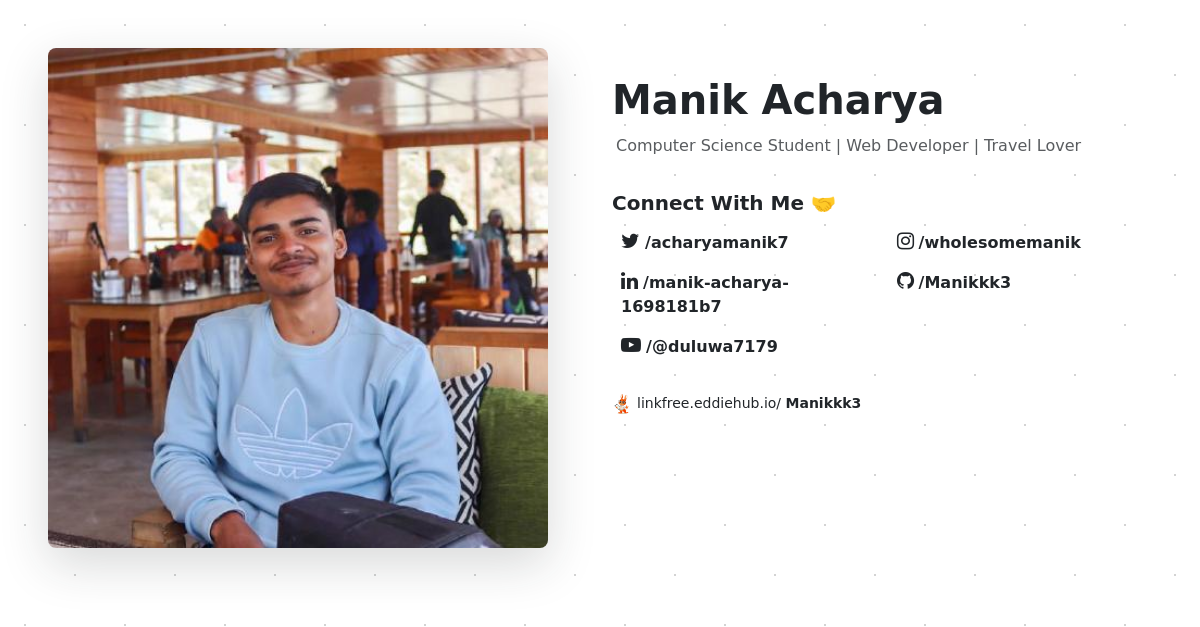 Manik Acharya
Computer Science Student | Web Developer | Travel Lover
Connect With Me 🤝
/acharyamanik7
/wholesomemanik
/manik-acharya-
1698181b7
/Manikkk3
/@duluwa7179
linkfree.eddiehub.io/ Manikkk3